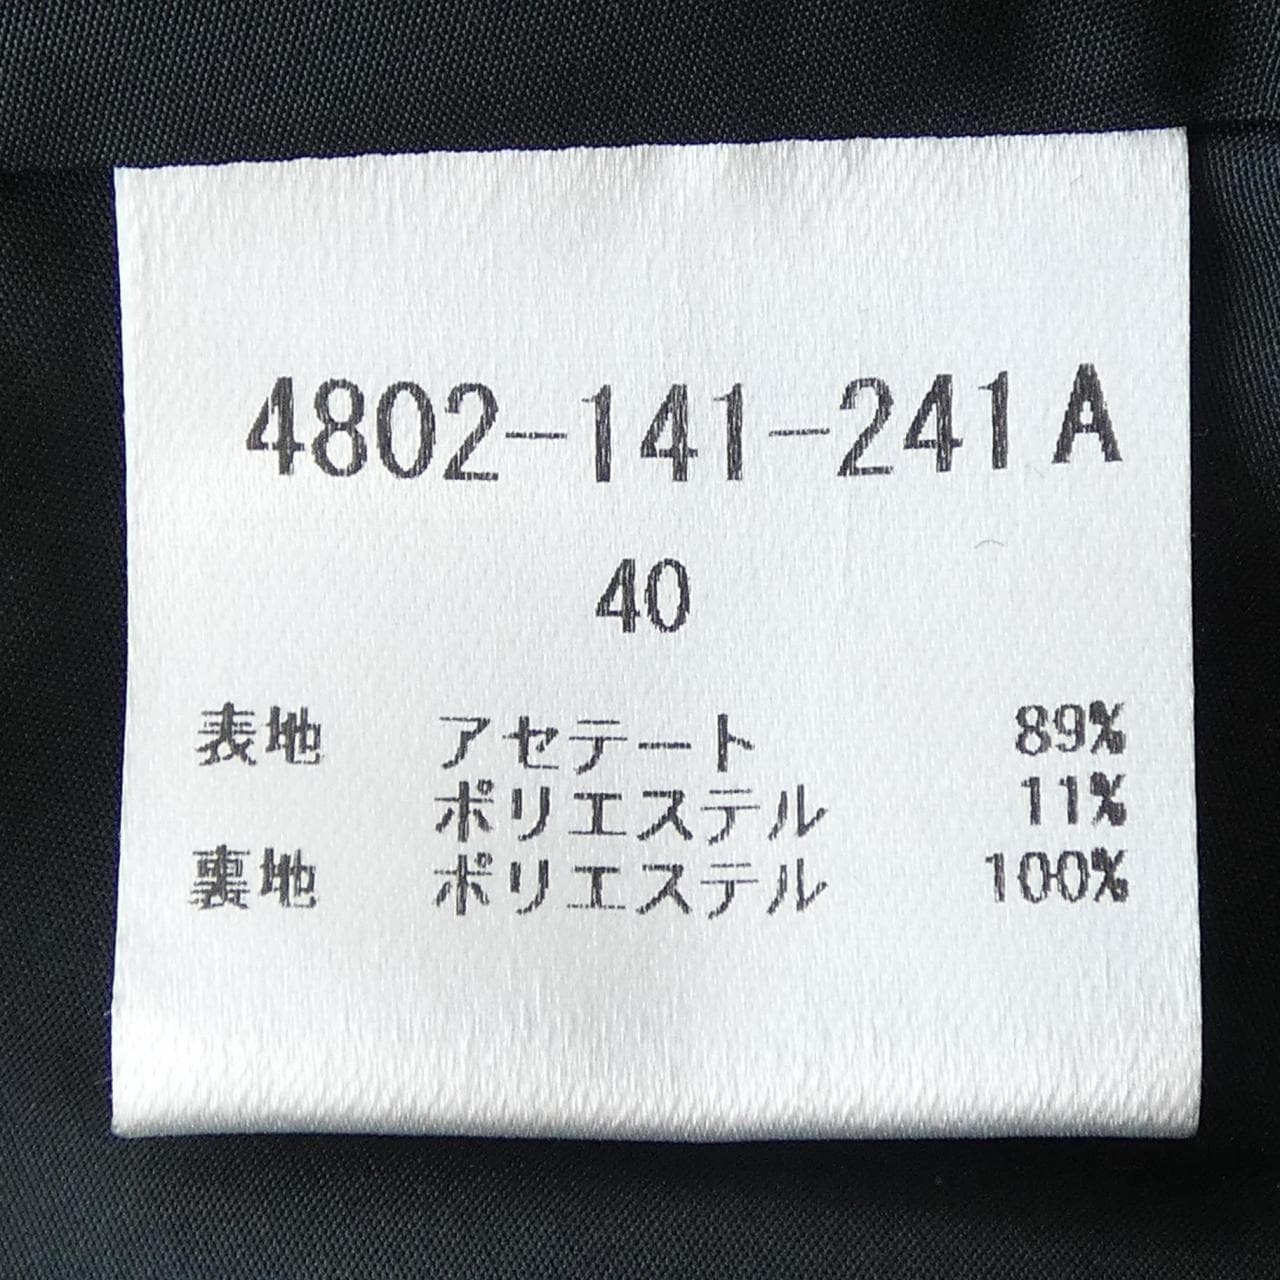 4802-141-241 A
40
表地 アセテート 89%
ポリエステル 11%
裏地 ポリエステル 100%